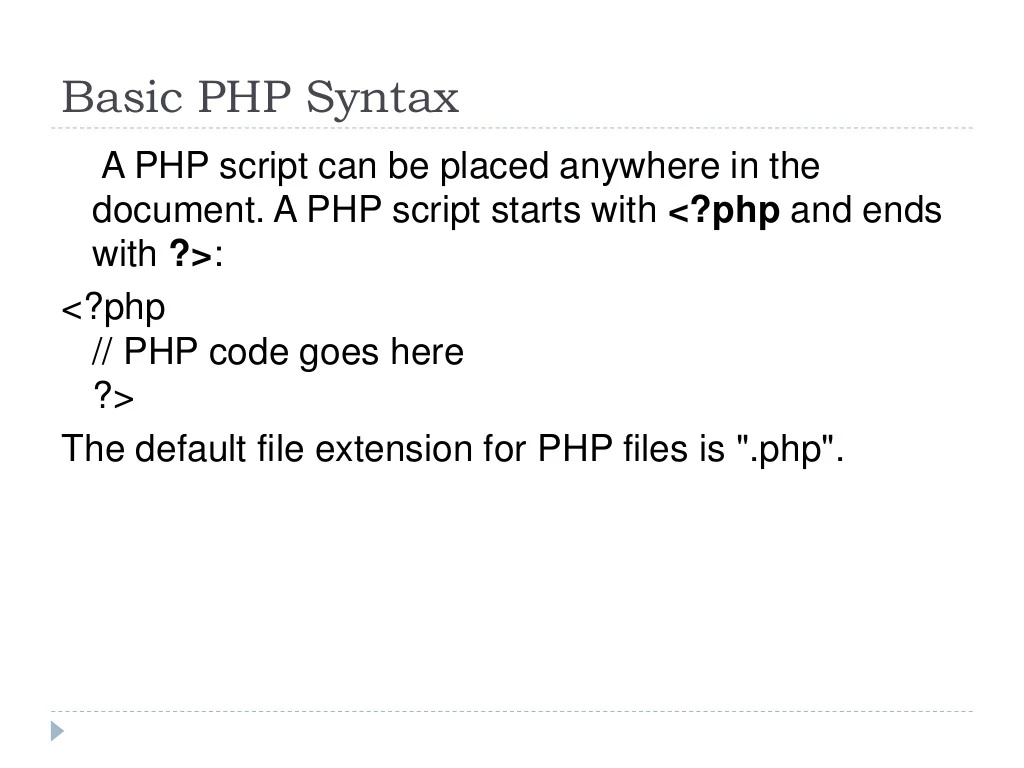 Basic PHP Syntax
A PHP script can be placed anywhere in the
document. A PHP script starts with <?php and ends
with ?>:
<?php
// PHP code goes here
?>
The default file extension for PHP files is ".php".